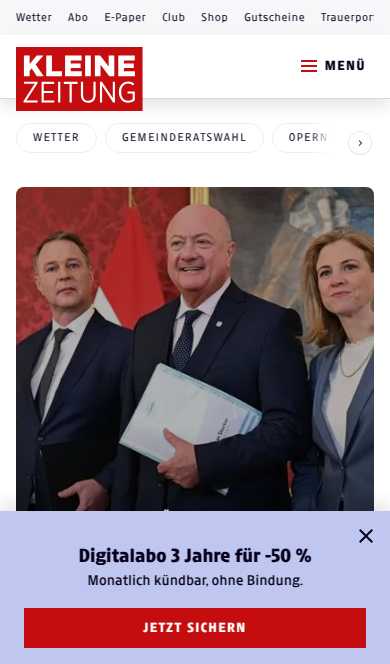 Wetter Abo E-Paper Club Shop Gutscheine Trauerpor
KLEINE
ZEITUNG
MENÜ
WETTER GEMEINDERATSWAHL OPERN
Digitalabo 3 Jahre für -50 %
Monatlich kündbar, ohne Bindung.
JETZT SICHERN